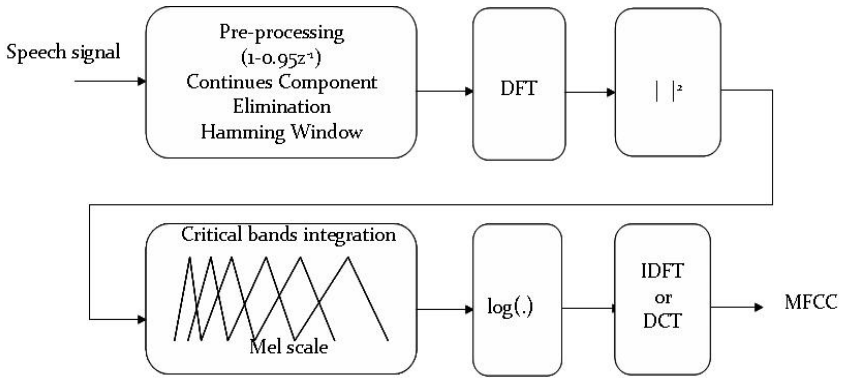 Speech signal
Pre-processing
(1-0.95z⁻¹)
Continues Component
Elimination
Hamming Window
DFT
| |²
Critical bands integration
Mel scale
log(.)
IDFT
or
DCT
MFCC